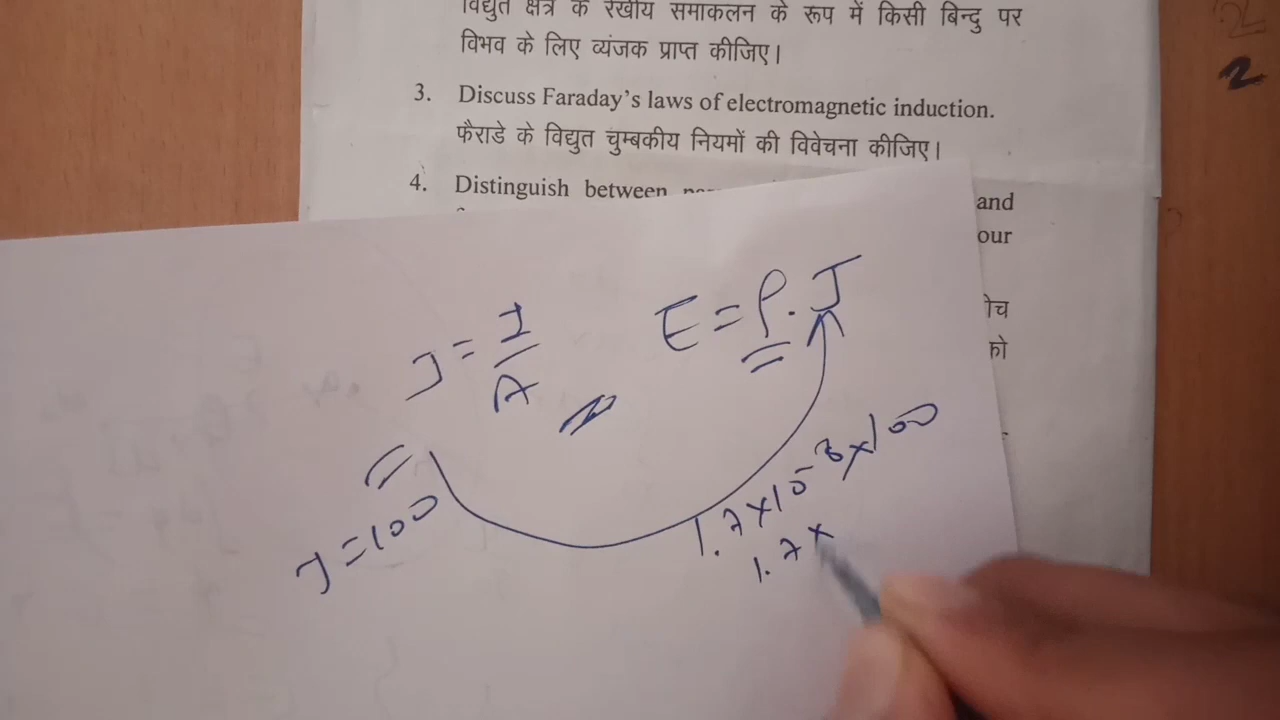 विद्युत क्षेत्र के रेखीय समाकलन के रूप में किसी बिन्दु पर
विभव के लिए व्यंजक प्राप्त कीजिए।
3. Discuss Faraday's laws of electromagnetic induction.
फैराडे के विद्युत चुम्बकीय नियमों की विवेचना कीजिए।
4. Distinguish between and
our
को
J = I/A
E = ρ.J
J = 100
1.7×10⁻⁸×100
1.7×
2